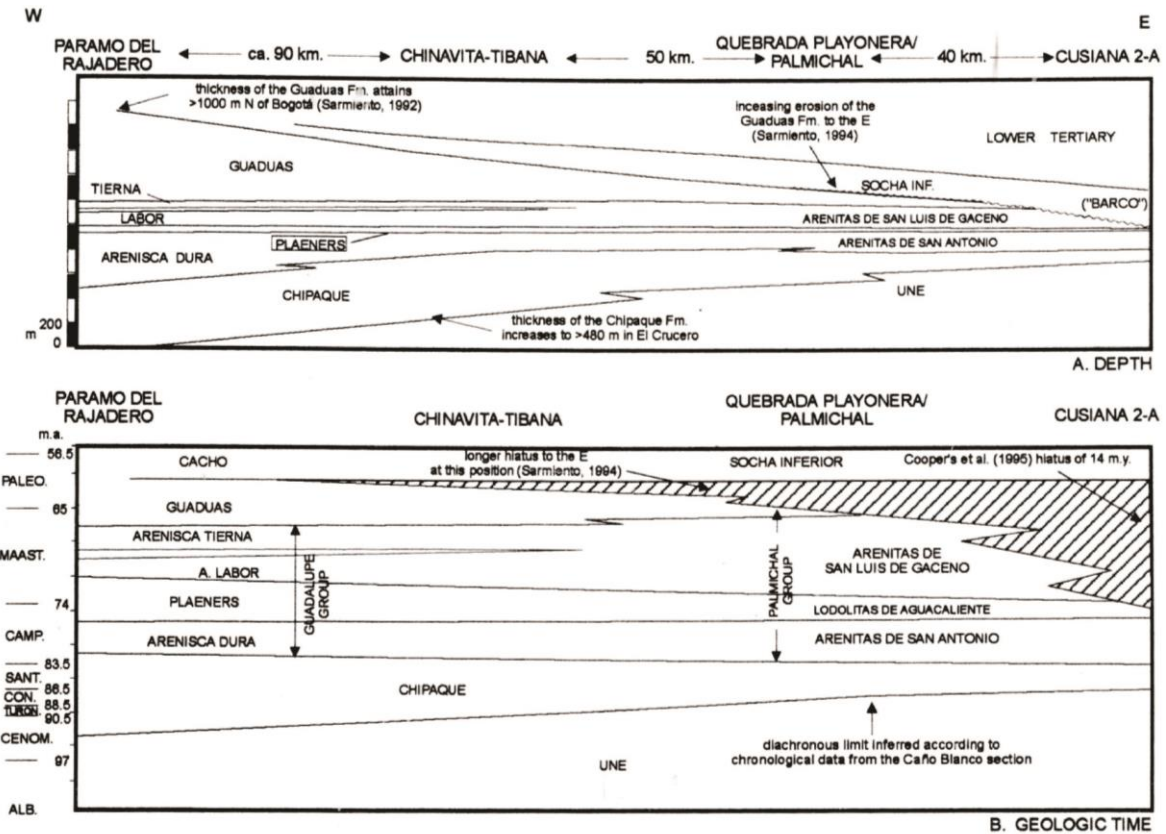 W
E
PARAMO DEL
RAJADERO
ca. 90 km.
CHINAVITA-TIBANA
50 km.
QUEBRADA PLAYONERA/
PALMICHAL
40 km.
CUSIANA 2-A
thickness of the Guaduas Fm. attains
>1000 m N of Bogotá (Sarmiento, 1992)
inceasing erosion of the
Guaduas Fm. to the E
(Sarmiento, 1994)
LOWER TERTIARY
GUADUAS
TIERNA
SOCHA INF.
("BARCO")
LABOR
ARENITAS DE SAN LUIS DE GACENO
PLAENERS
ARENITAS DE SAN ANTONIO
ARENISCA DURA
CHIPAQUE
UNE
200
m
0
thickness of the Chipaque Fm.
increases to >480 m in El Crucero
A. DEPTH
PARAMO DEL
RAJADERO
CHINAVITA-TIBANA
QUEBRADA PLAYONERA/
PALMICHAL
CUSIANA 2-A
m.a.
56.5
CACHO
longer hiatus to the E
at this position (Sarmiento, 1994)
SOCHA INFERIOR
Cooper's et al. (1995) hiatus of 14 m.y.
PALEO.
65
GUADUAS
ARENISCA TIERNA
MAAST.
ARENITAS DE
SAN LUIS DE GACENO
A. LABOR
GUADALUPE
GROUP
PALMICHAL
GROUP
PLAENERS
74
LODOLITAS DE AGUACALIENTE
CAMP.
ARENISCA DURA
ARENITAS DE SAN ANTONIO
83.5
SANT.
86.5
CHIPAQUE
CON.
88.5
TURON.
90.5
CENOM.
diachronous limit inferred according to
chronological data from the Caño Blanco section
97
UNE
ALB.
B. GEOLOGIC TIME